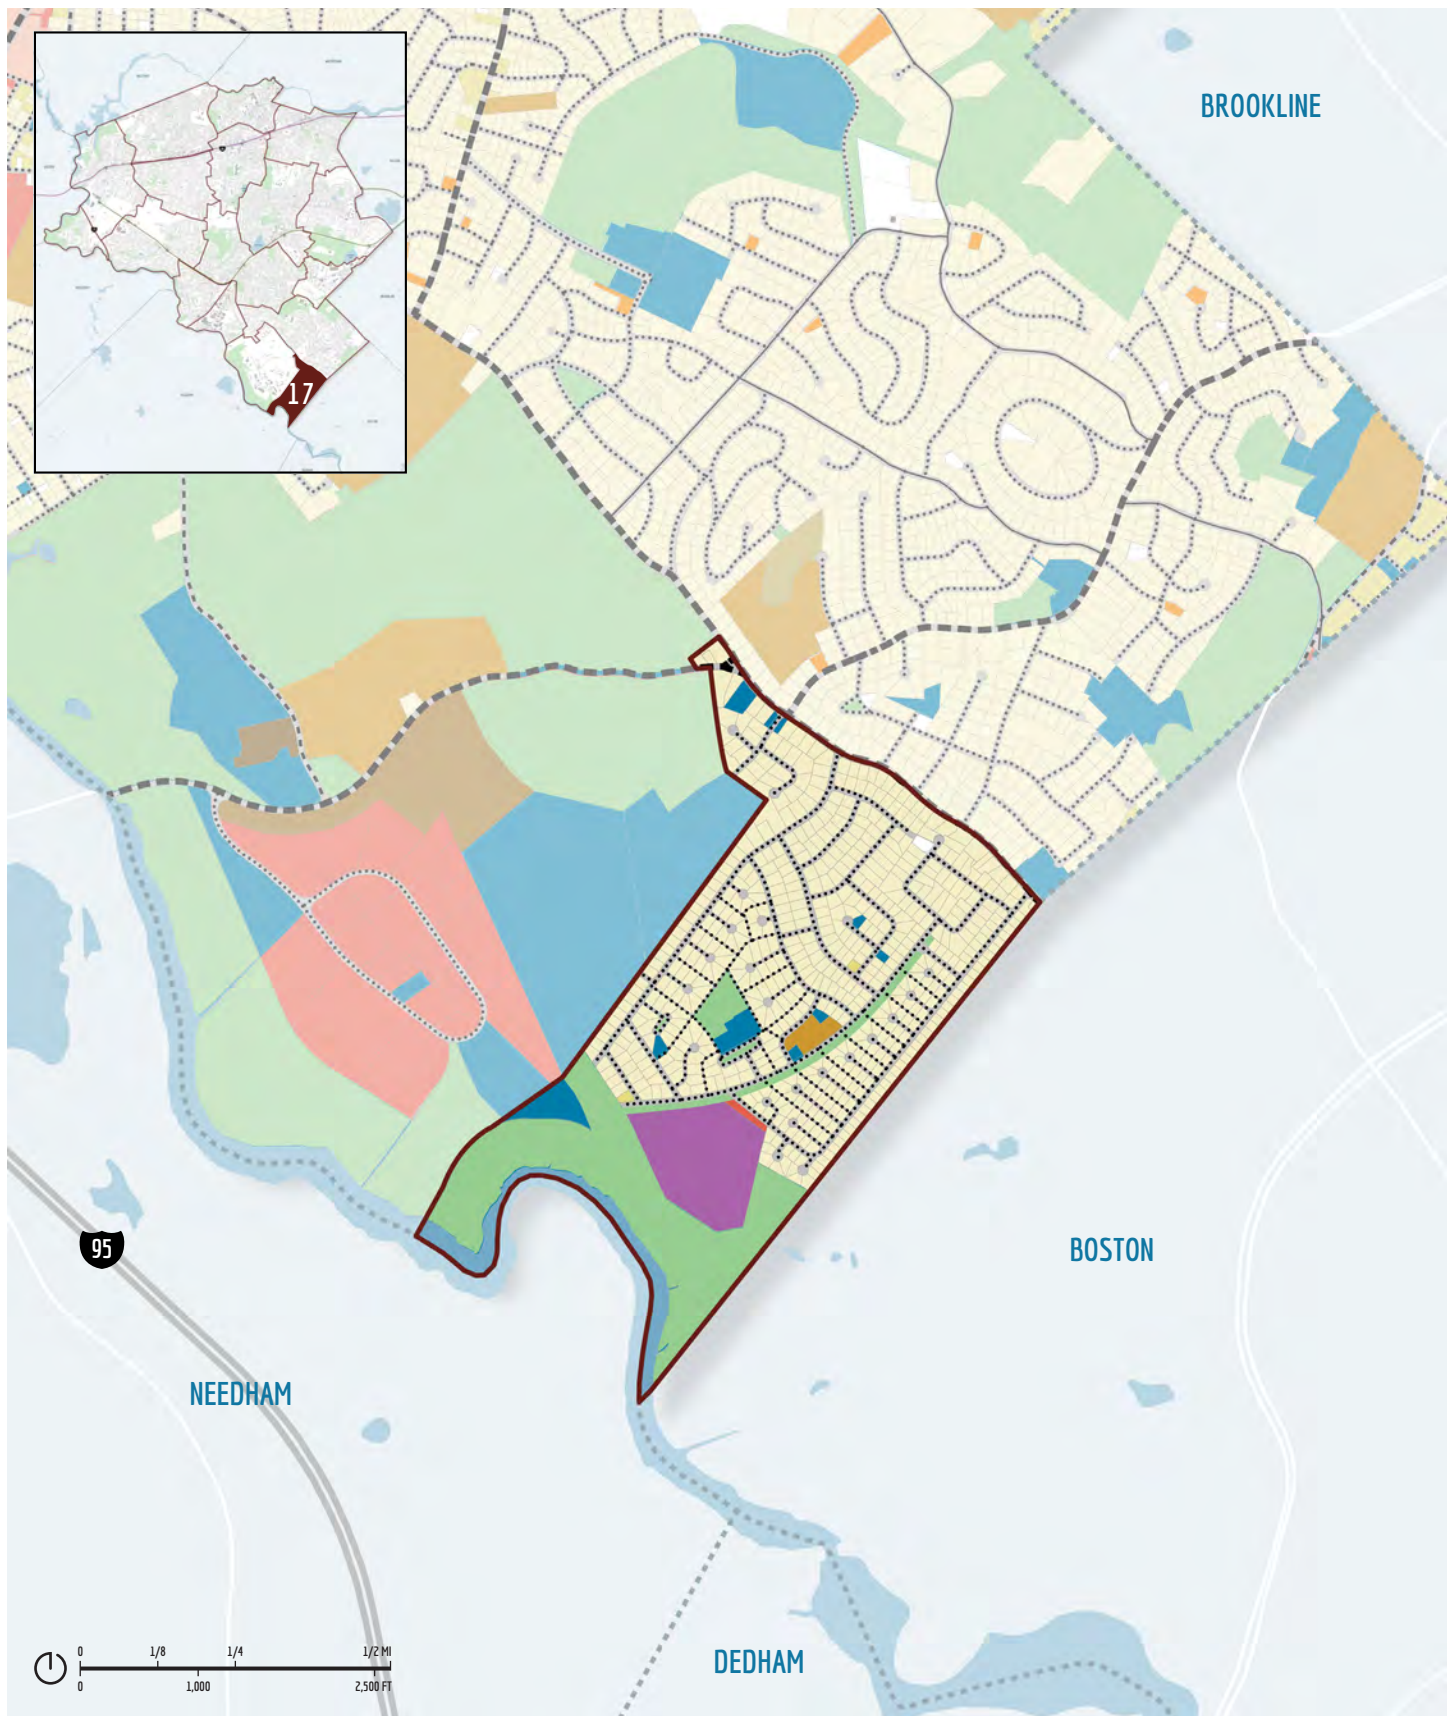 BROOKLINE
17
95
BOSTON
NEEDHAM
DEDHAM
0 1/8 1/4 1/2 MI
0 1,000 2,500 FT